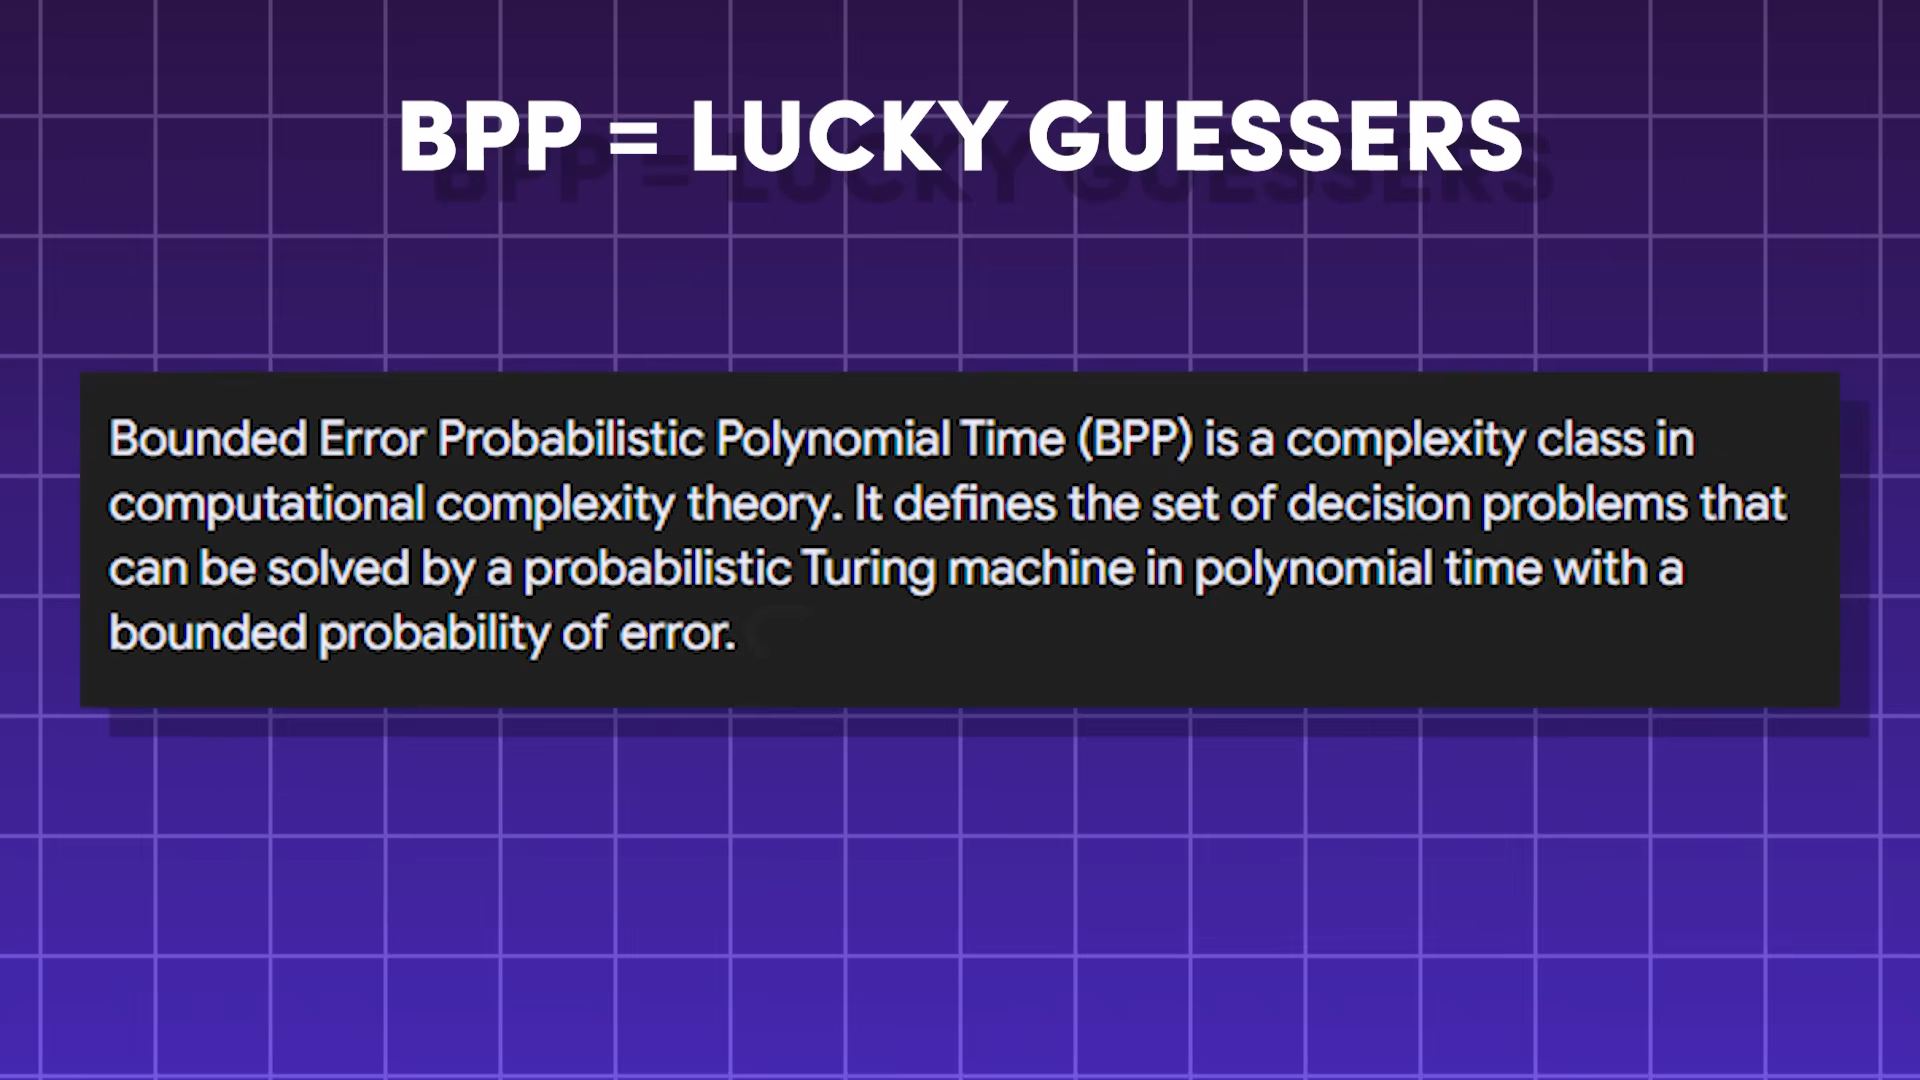 BPP = LUCKY GUESSERS
Bounded Error Probabilistic Polynomial Time (BPP) is a complexity class in
computational complexity theory. It defines the set of decision problems that
can be solved by a probabilistic Turing machine in polynomial time with a
bounded probability of error.